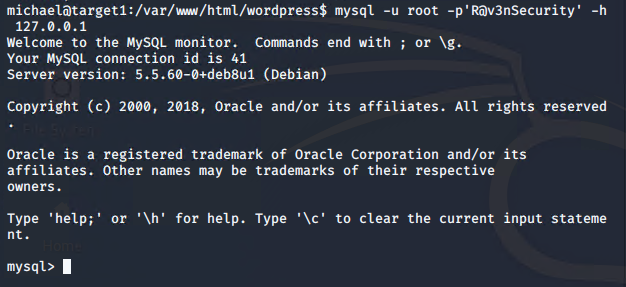 michael@target1:/var/www/html/wordpress$ mysql -u root -p'R@v3nSecurity' -h
 127.0.0.1
Welcome to the MySQL monitor.  Commands end with ; or \g.
Your MySQL connection id is 41
Server version: 5.5.60-0+deb8u1 (Debian)
Copyright (c) 2000, 2018, Oracle and/or its affiliates. All rights reserved
.
Oracle is a registered trademark of Oracle Corporation and/or its
affiliates. Other names may be trademarks of their respective
owners.
Type 'help;' or '\h' for help. Type '\c' to clear the current input stateme
nt.
Home
mysql>